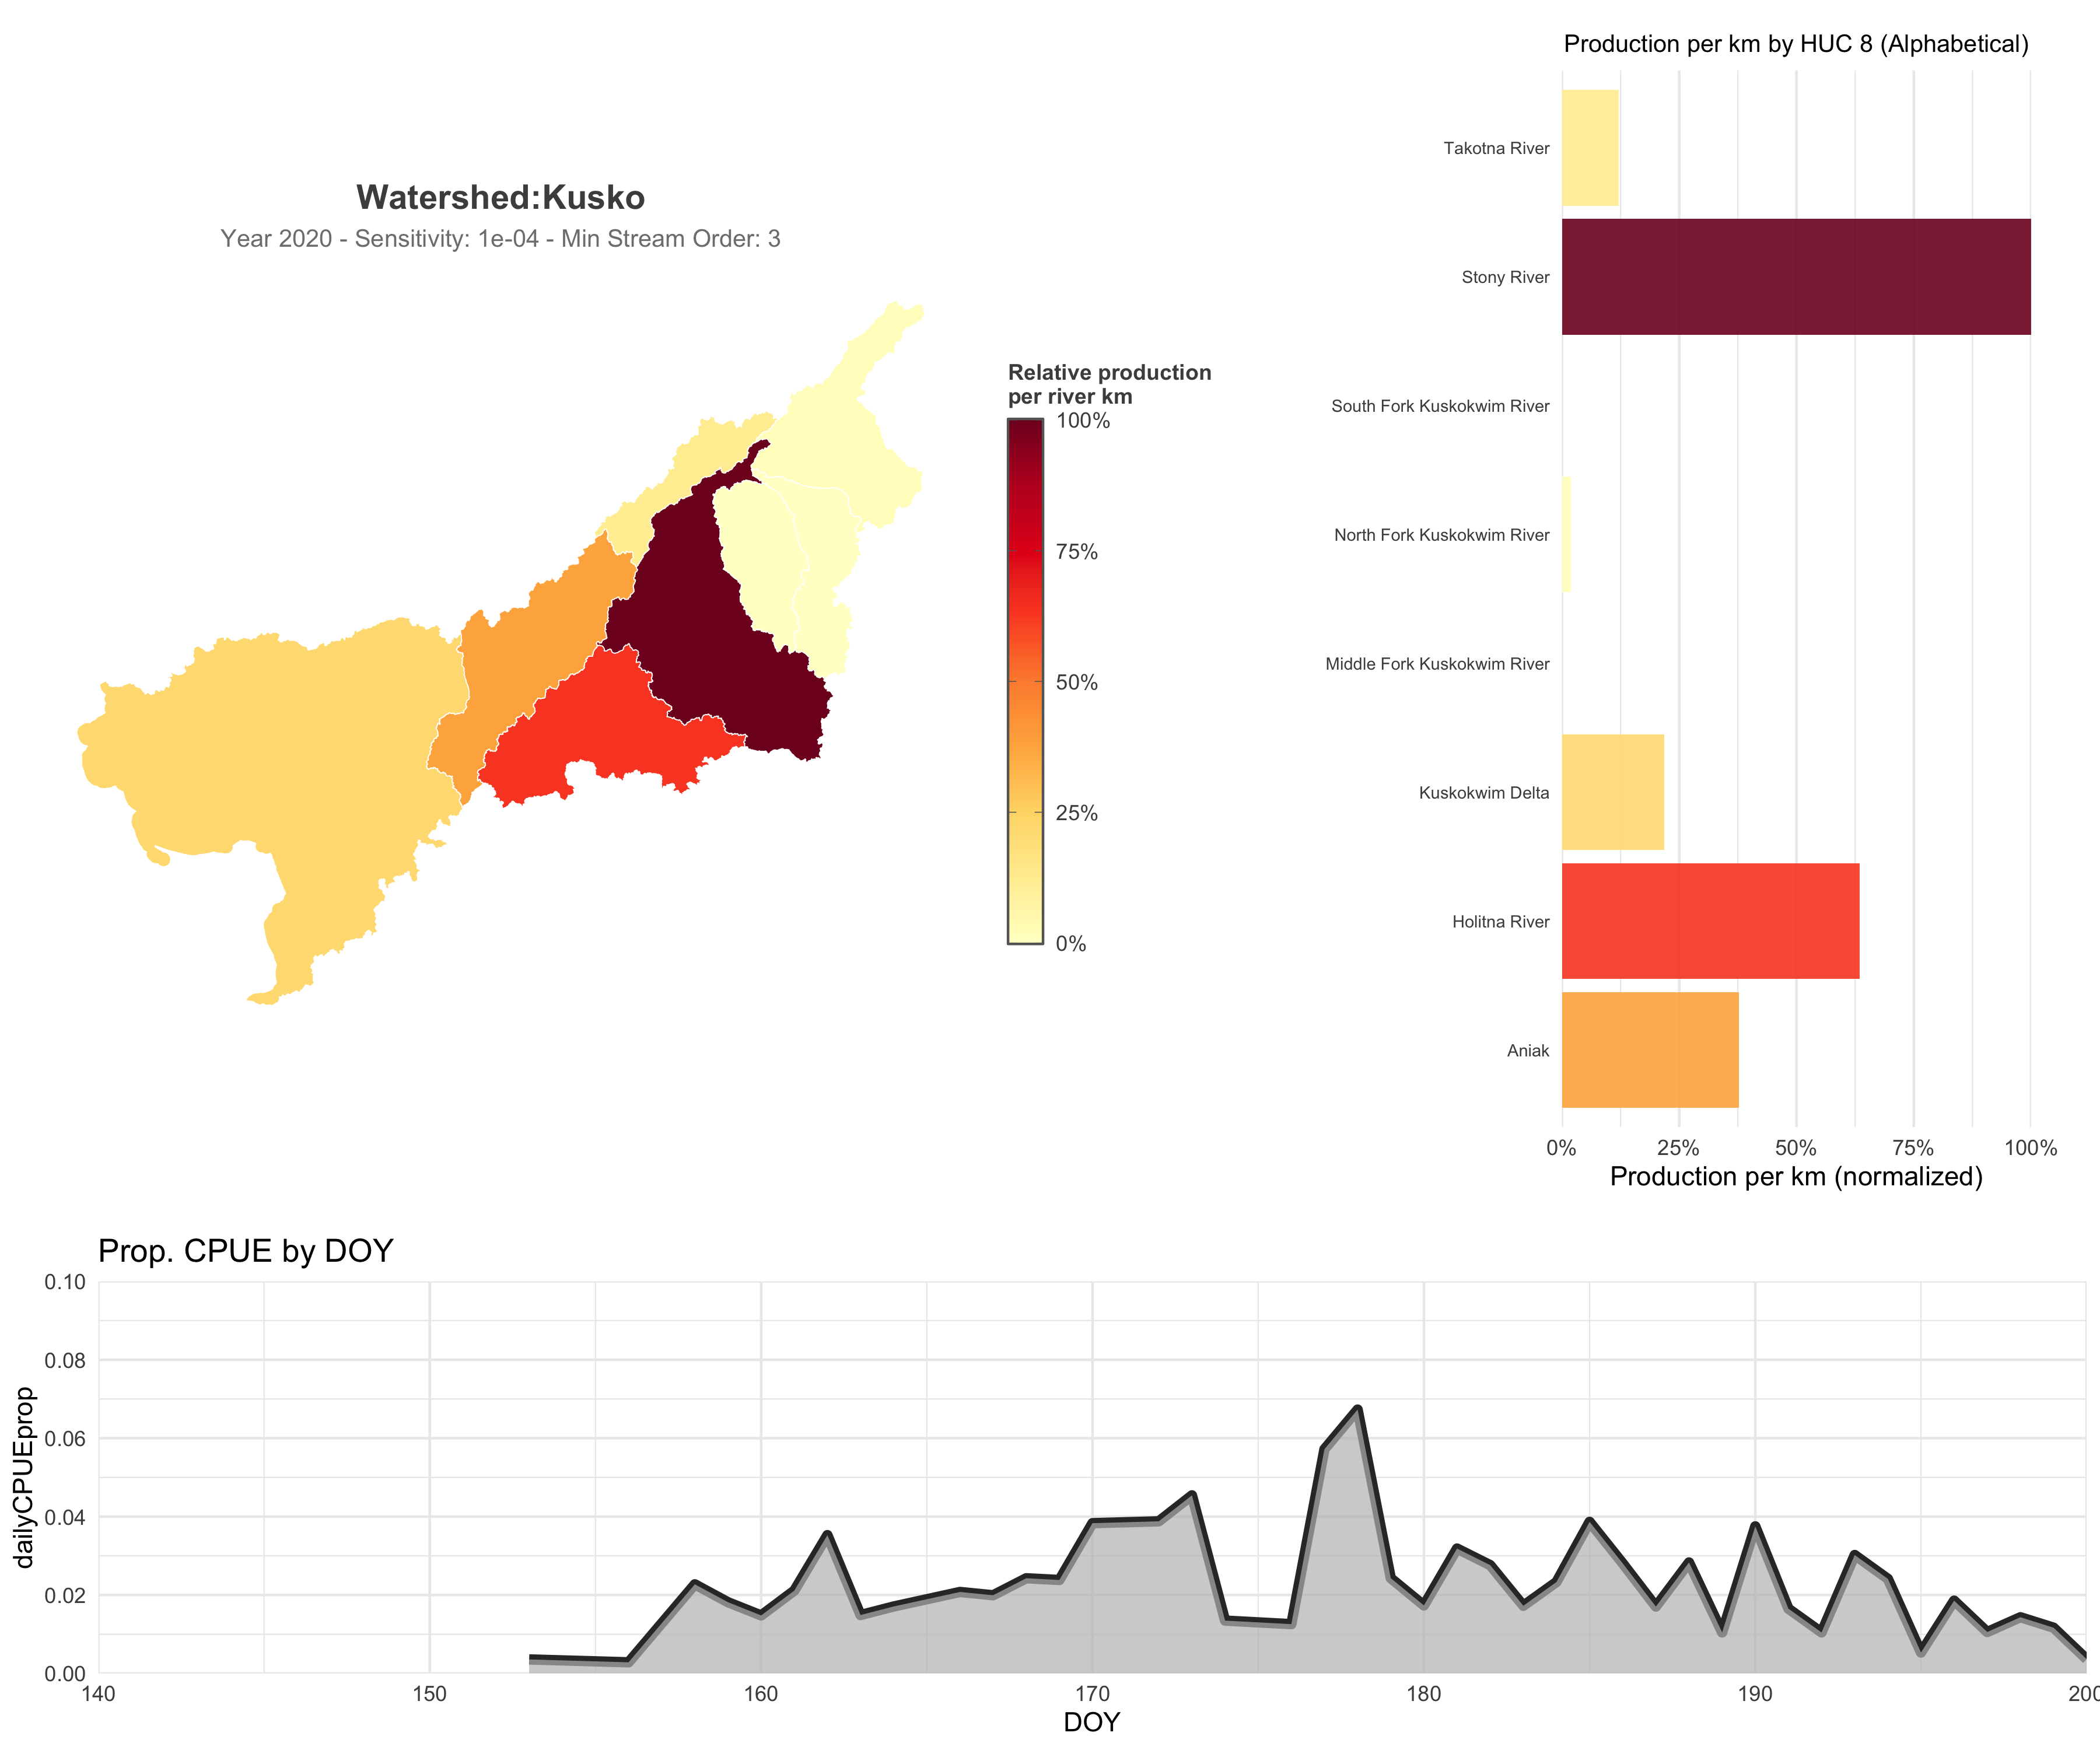 Production per km by HUC 8 (Alphabetical)
Takotna River
Stony River
South Fork Kuskokwim River
North Fork Kuskokwim River
Middle Fork Kuskokwim River
Kuskokwim Delta
Holitna River
Aniak
0% 25% 50% 75% 100%
Production per km (normalized)
Watershed:Kusko
Year 2020 - Sensitivity: 1e-04 - Min Stream Order: 3
Relative production
per river km
100%
75%
50%
25%
0%
Prop. CPUE by DOY
dailyCPUEprop
0.10
0.08
0.06
0.04
0.02
0.00
140 150 160 170 180 190 200
DOY